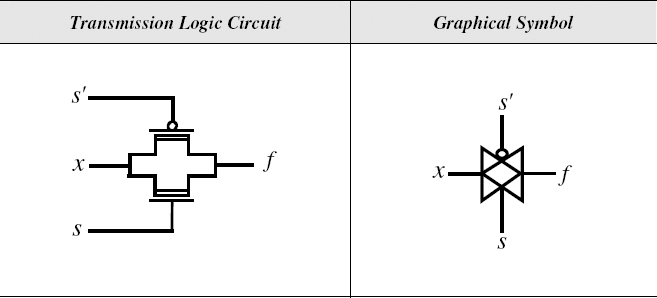 Transmission Logic Circuit
Graphical Symbol
s′
x
f
s
s′
x
f
s